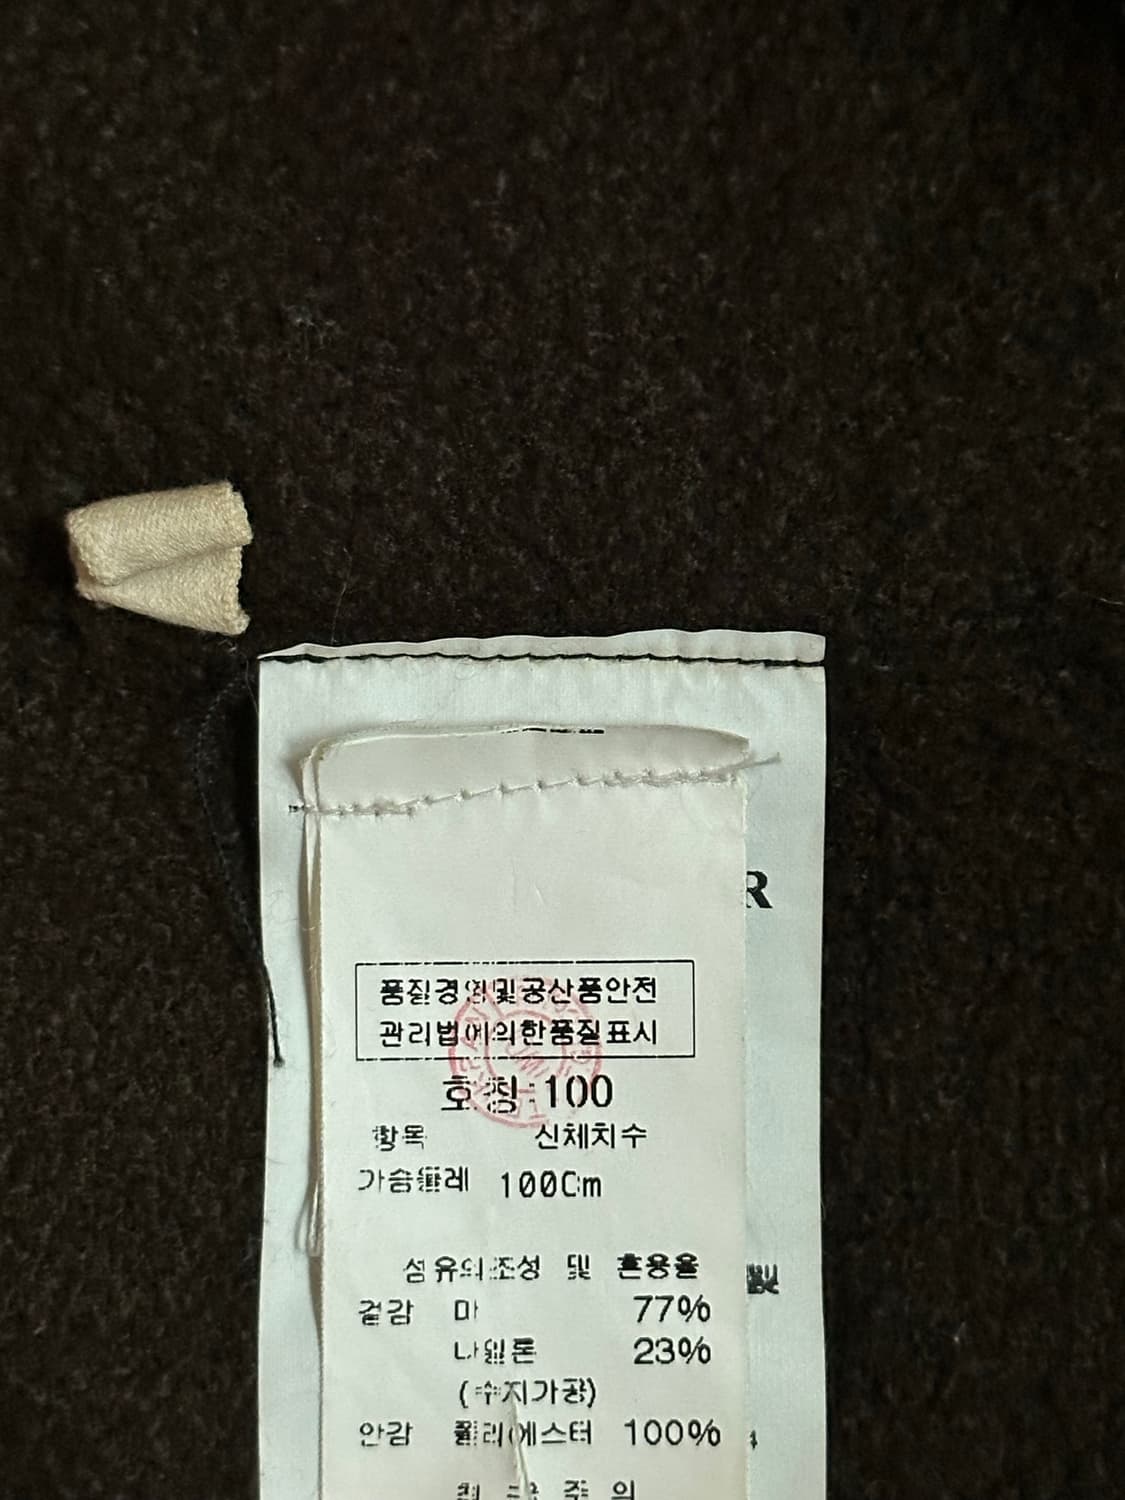 R
품질경영및공산품안전
관리법에의한품질표시
호칭:100
항목 신체치수
가슴둘레 100Cm
섬유의조성 및 혼용율
겉감 마 77%
나일론 23%
(수지가공)
안감 폴리에스터 100%